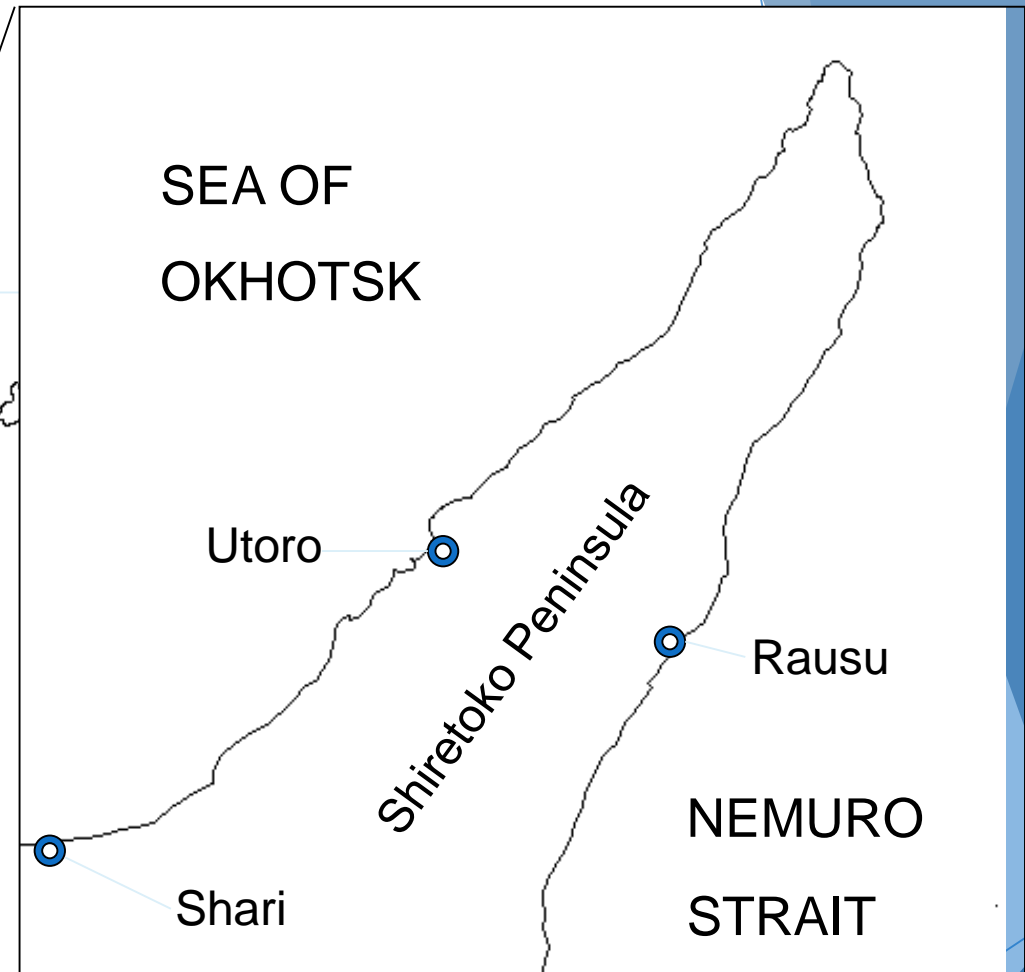 SEA OF
OKHOTSK
Utoro
Shiretoko Peninsula
Rausu
NEMURO
STRAIT
Shari